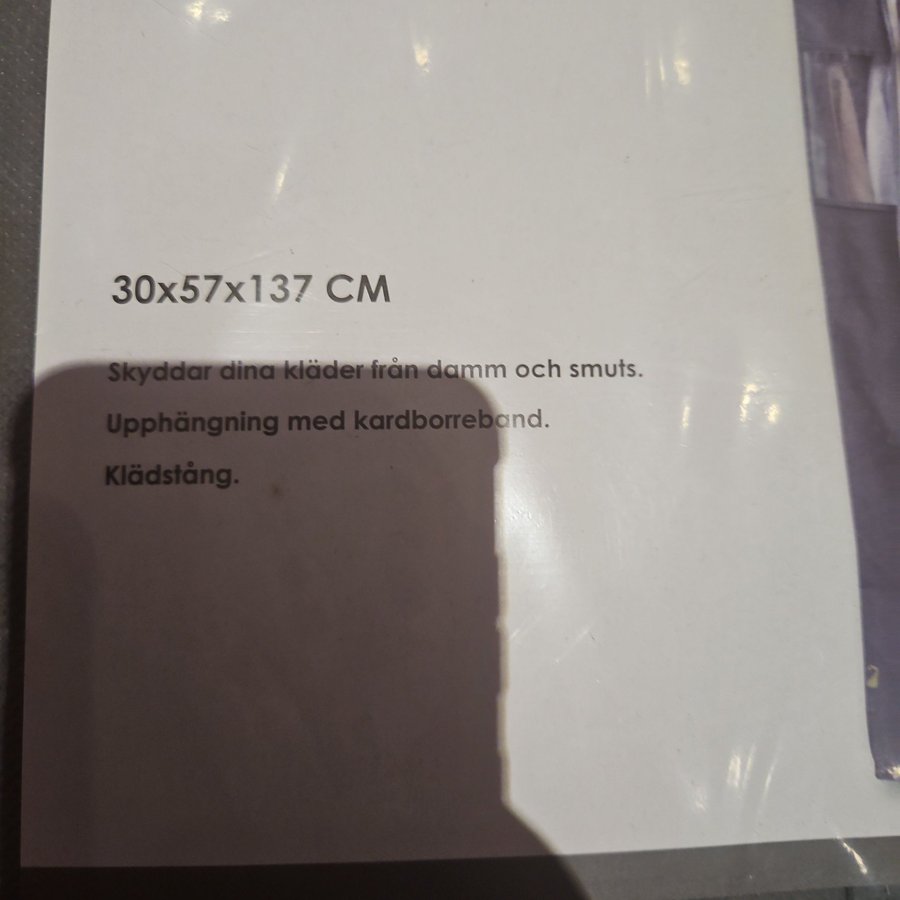 30x57x137 CM
Skyddar dina kläder från damm och smuts.
Upphängning med kardborreband.
Klädstång.